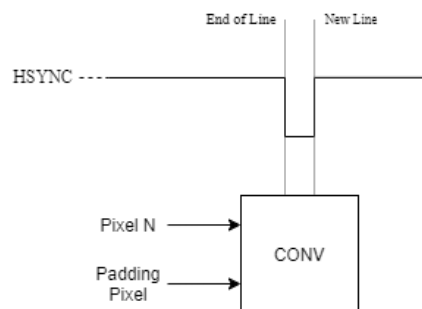 End of Line
New Line
HSYNC
Pixel N
CONV
Padding
Pixel